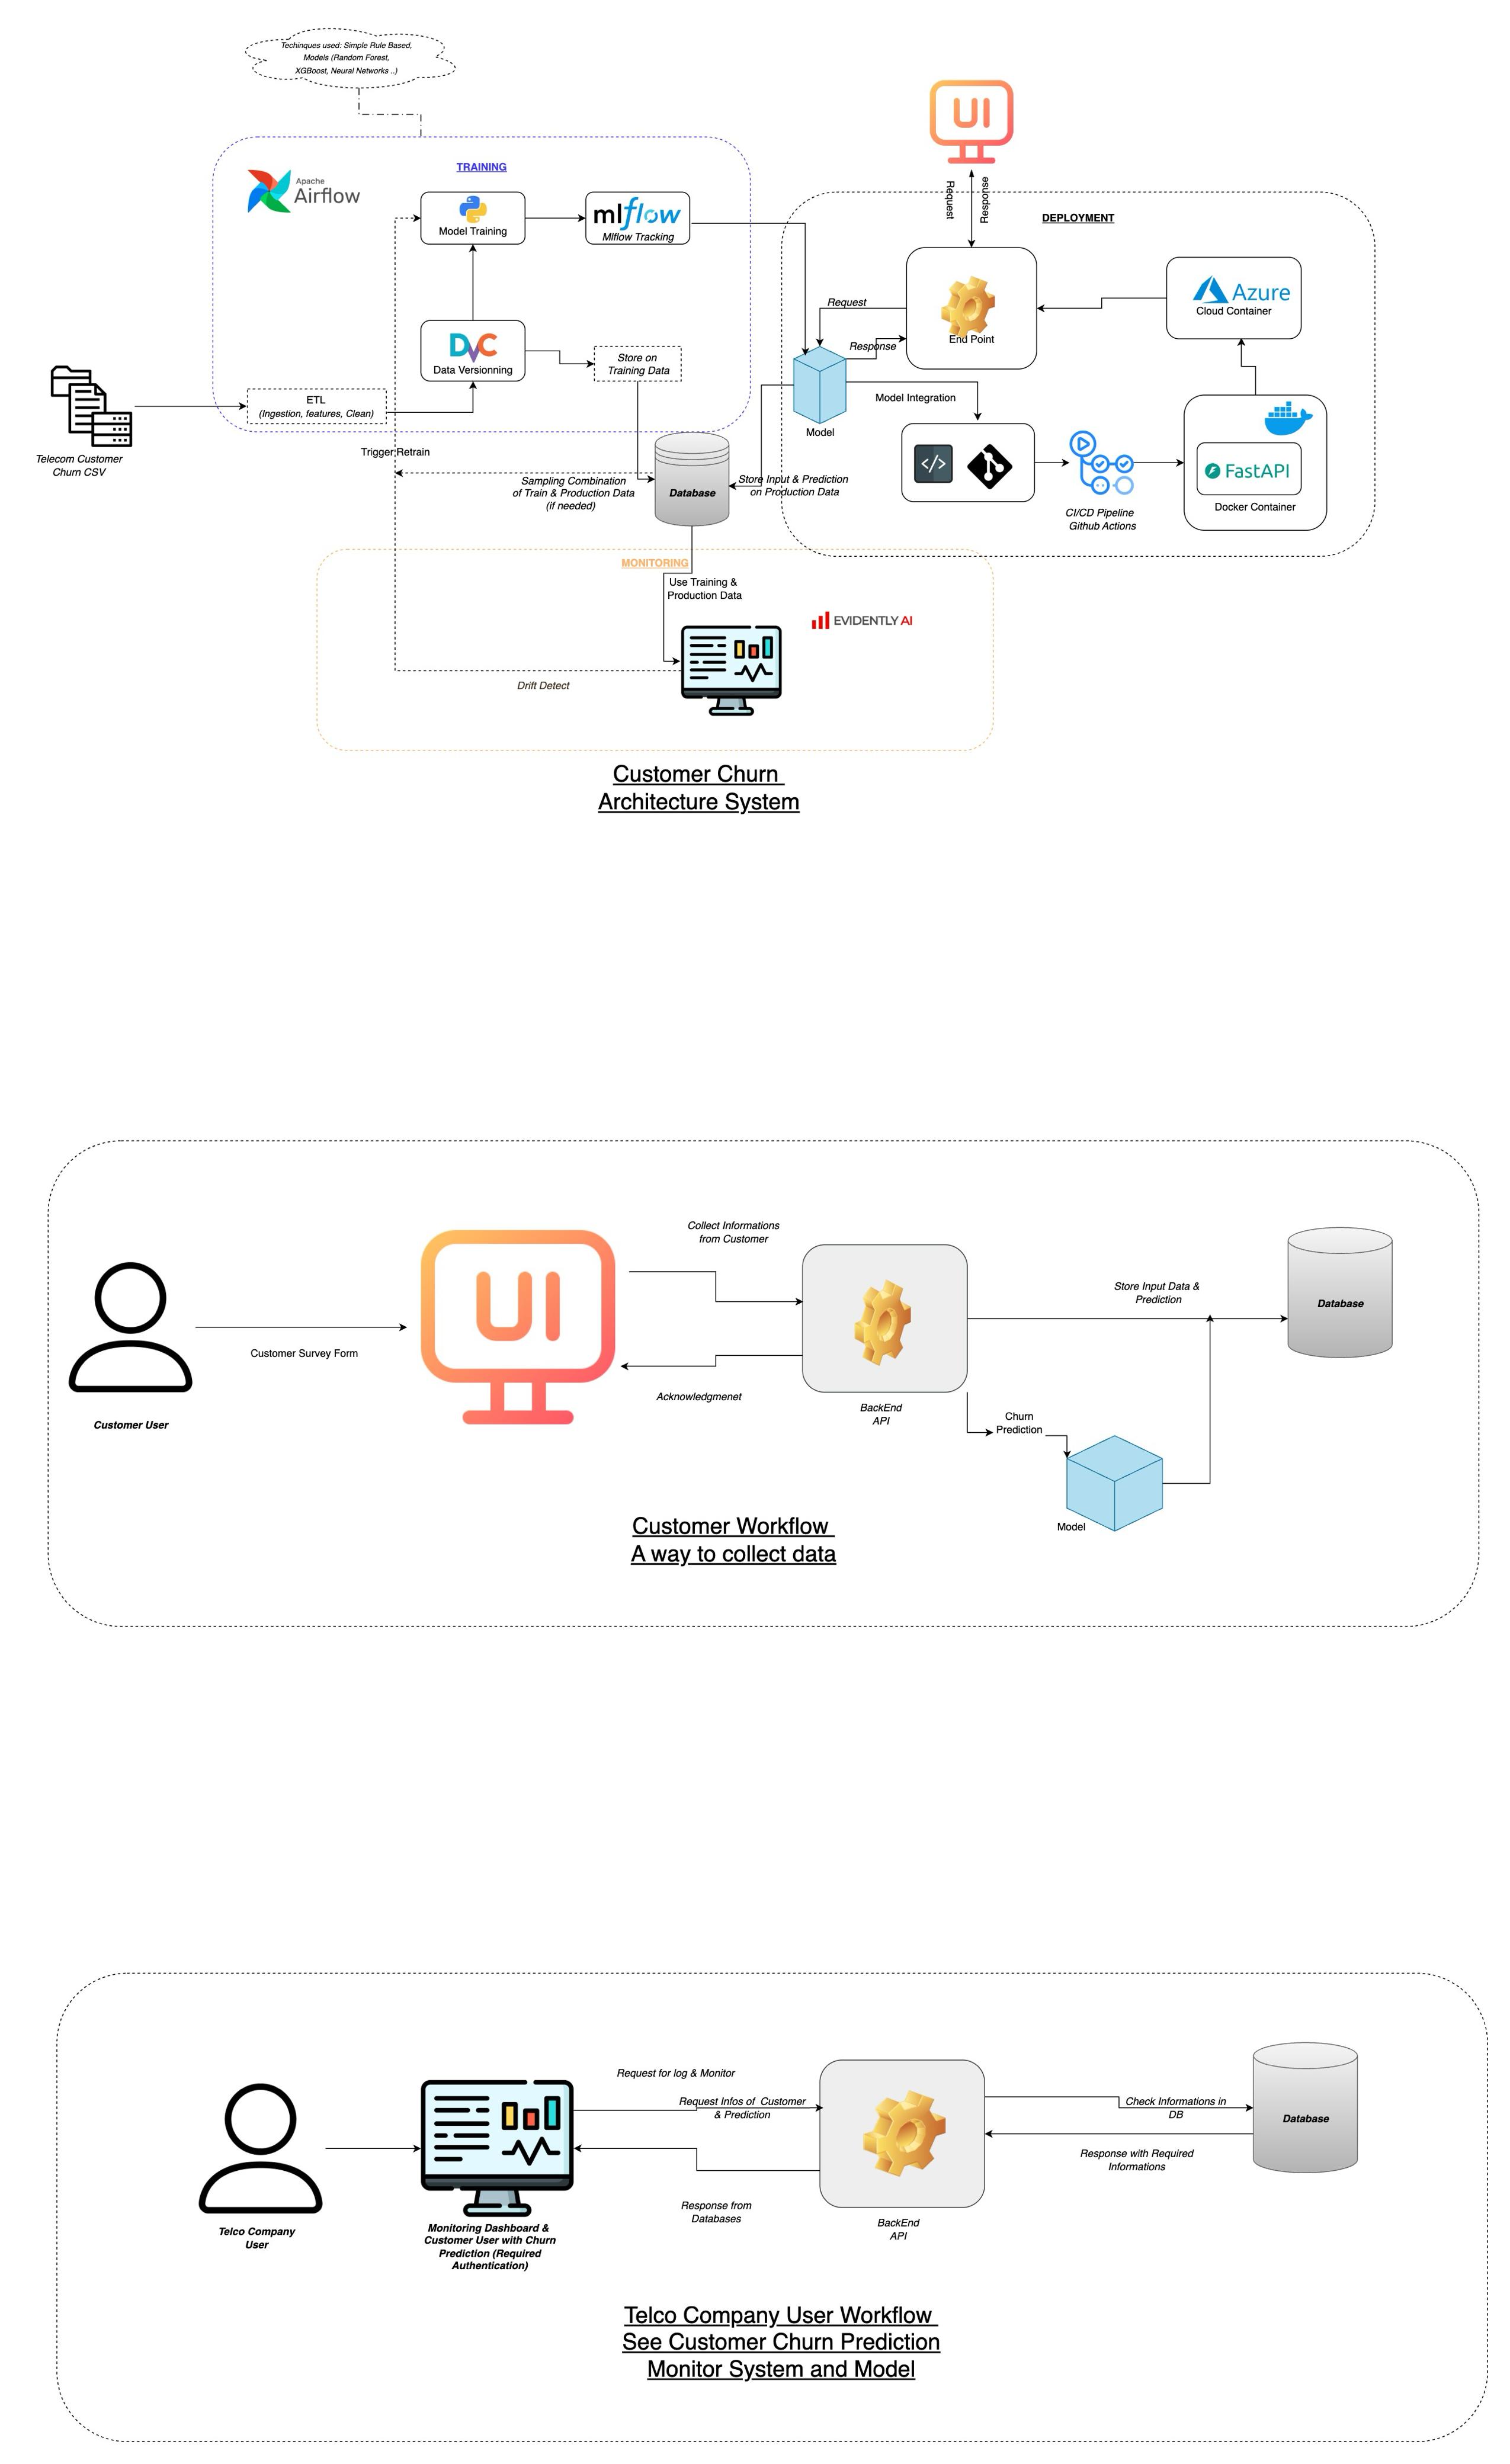 Techinques used: Simple Rule Based,
Models (Random Forest,
XGBoost, Neural Networks ..)
UI
Request
Response
TRAINING
Apache
Airflow
Model Training
mlflow
Mlflow Tracking
DEPLOYMENT
Request
Response
End Point
Azure
Cloud Container
DVC
Data Versionning
Store on
Training Data
ETL
(Ingestion, features, Clean)
Telecom Customer
Churn CSV
Model
Model Integration
</>
CI/CD Pipeline
Github Actions
FastAPI
Docker Container
Trigger Retrain
Sampling Combination
of Train & Production Data
(if needed)
Database
Store Input & Prediction
on Production Data
MONITORING
Use Training &
Production Data
EVIDENTLY AI
Drift Detect
Customer Churn
Architecture System
Customer User
Customer Survey Form
UI
Collect Informations
from Customer
Acknowledgmenet
BackEnd
API
Store Input Data &
Prediction
Database
Churn
Prediction
Model
Customer Workflow
A way to collect data
Telco Company
User
Monitoring Dashboard &
Customer User with Churn
Prediction (Required
Authentication)
Request for log & Monitor
Request Infos of Customer
& Prediction
Response from
Databases
BackEnd
API
Check Informations in
DB
Response with Required
Informations
Database
Telco Company User Workflow
See Customer Churn Prediction
Monitor System and Model